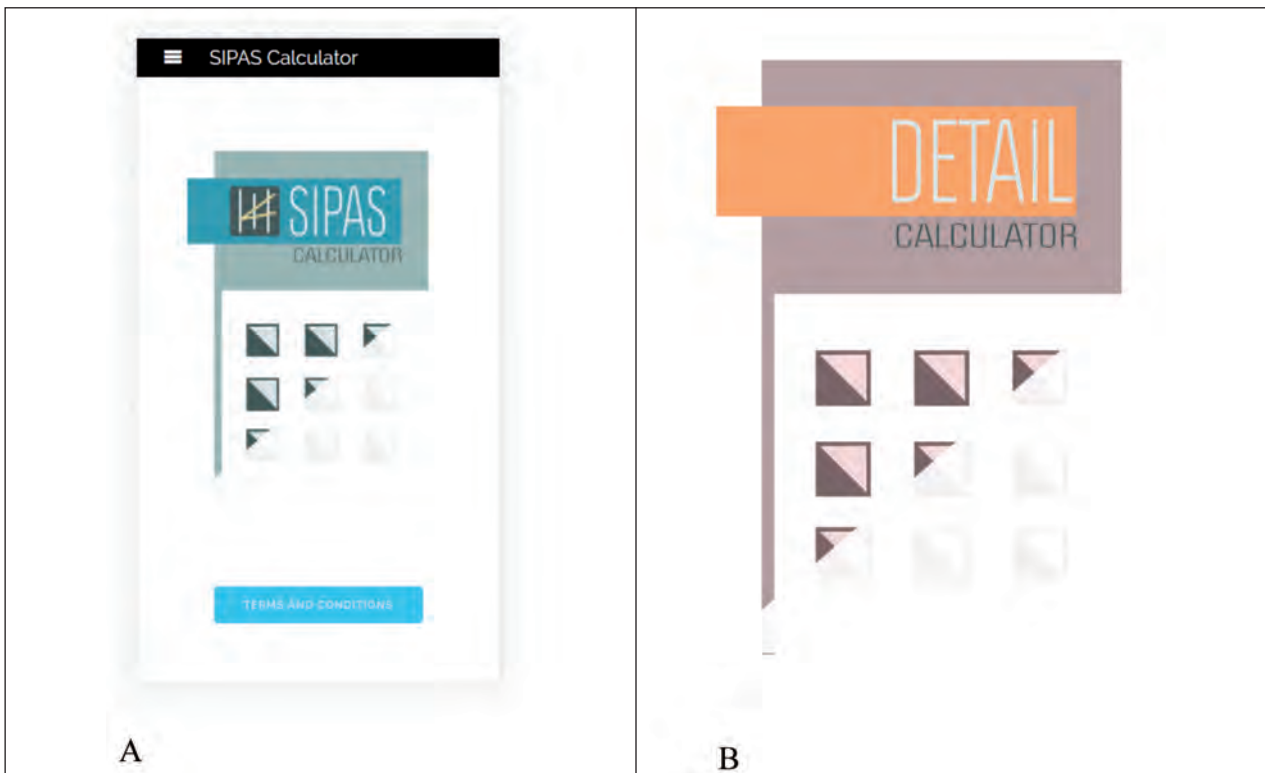 SIPAS Calculator
SIPAS
CALCULATOR
TERMS AND CONDITIONS
A
DETAIL
CALCULATOR
B